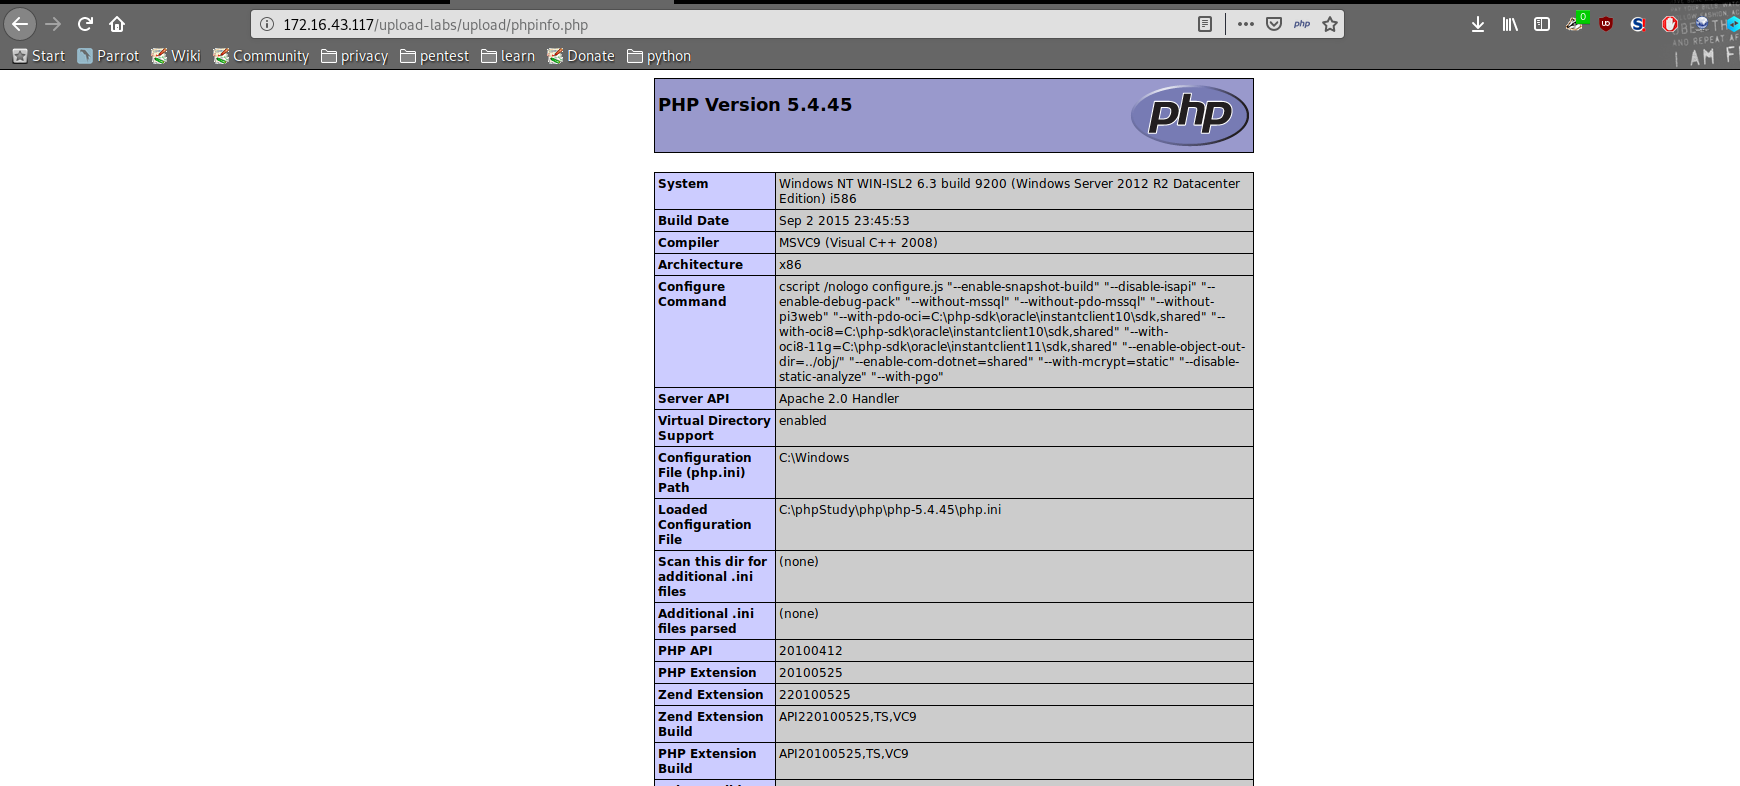 172.16.43.117/upload-labs/upload/phpinfo.php
php
0
Start
Parrot
Wiki
Community
privacy
pentest
learn
Donate
python
AND REPEAT
I AM F
PHP Version 5.4.45
php
System
Windows NT WIN-ISL2 6.3 build 9200 (Windows Server 2012 R2 Datacenter
Edition) i586
Build Date
Sep 2 2015 23:45:53
Compiler
MSVC9 (Visual C++ 2008)
Architecture
x86
Configure
Command
cscript /nologo configure.js "--enable-snapshot-build" "--disable-isapi" "--
enable-debug-pack" "--without-mssql" "--without-pdo-mssql" "--without-
pi3web" "--with-pdo-oci=C:\php-sdk\oracle\instantclient10\sdk,shared" "--
with-oci8=C:\php-sdk\oracle\instantclient10\sdk,shared" "--with-
oci8-11g=C:\php-sdk\oracle\instantclient11\sdk,shared" "--enable-object-out-
dir=../obj/" "--enable-com-dotnet=shared" "--with-mcrypt=static" "--disable-
static-analyze" "--with-pgo"
Server API
Apache 2.0 Handler
Virtual Directory
Support
enabled
Configuration
File (php.ini)
Path
C:\Windows
Loaded
Configuration
File
C:\phpStudy\php\php-5.4.45\php.ini
Scan this dir for
additional .ini
files
(none)
Additional .ini
files parsed
(none)
PHP API
20100412
PHP Extension
20100525
Zend Extension
220100525
Zend Extension
Build
API220100525,TS,VC9
PHP Extension
Build
API20100525,TS,VC9